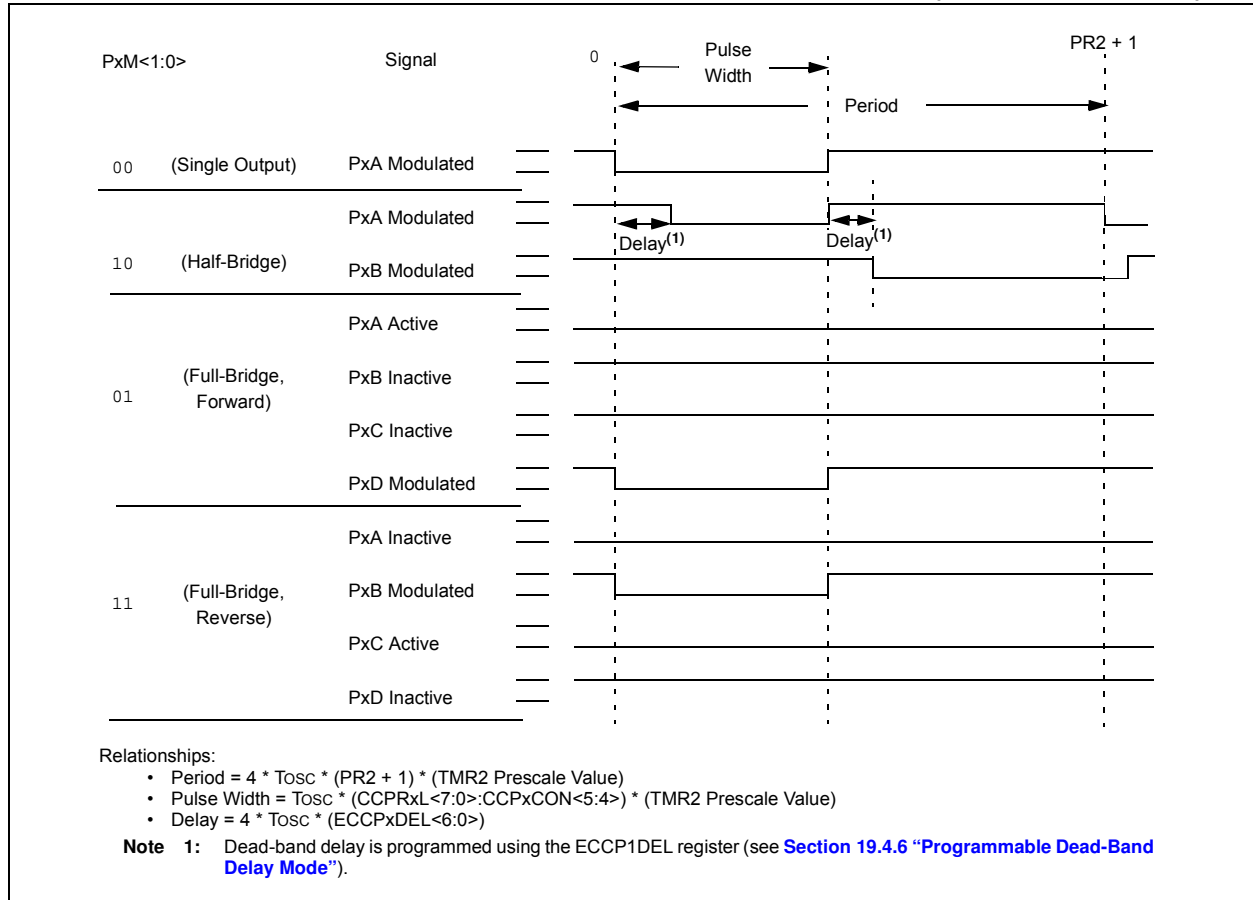 PxM<1:0> Signal 0 Pulse Width PR2 + 1
Period
00 (Single Output) PxA Modulated
PxA Modulated
Delay(1) Delay(1)
10 (Half-Bridge) PxB Modulated
PxA Active
01 (Full-Bridge, Forward) PxB Inactive
PxC Inactive
PxD Modulated
PxA Inactive
11 (Full-Bridge, Reverse) PxB Modulated
PxC Active
PxD Inactive
Relationships:
• Period = 4 * TOSC * (PR2 + 1) * (TMR2 Prescale Value)
• Pulse Width = TOSC * (CCPRxL<7:0>:CCPxCON<5:4>) * (TMR2 Prescale Value)
• Delay = 4 * TOSC * (ECCPxDEL<6:0>)
Note 1: Dead-band delay is programmed using the ECCP1DEL register (see Section 19.4.6 “Programmable Dead-Band
Delay Mode”).